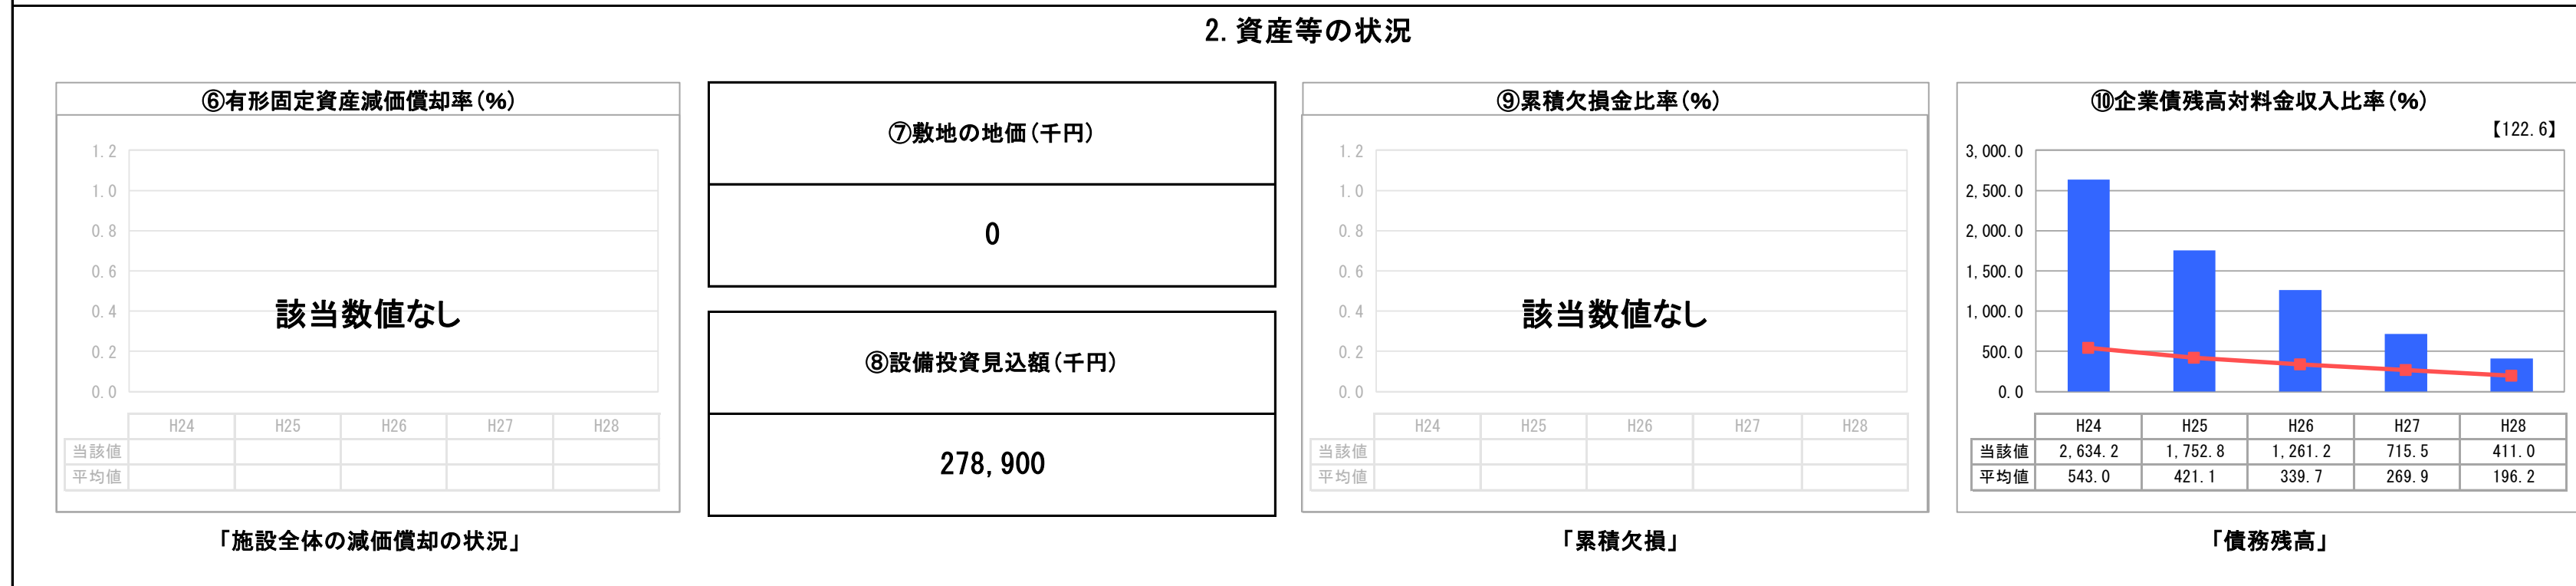 2.資産等の状況
⑥有形固定資産減価償却率(%)
1.2
1.0
0.8
0.6
0.4
0.2
0.0
該当数値なし
H24 H25 H26 H27 H28
当該値
平均値
「施設全体の減価償却の状況」
⑦敷地の地価(千円)
0
⑧設備投資見込額(千円)
278,900
⑨累積欠損金比率(%)
1.2
1.0
0.8
0.6
0.4
0.2
0.0
該当数値なし
H24 H25 H26 H27 H28
当該値
平均値
「累積欠損」
⑩企業債残高対料金収入比率(%)
【122.6】
3,000.0
2,500.0
2,000.0
1,500.0
1,000.0
500.0
0.0
H24 H25 H26 H27 H28
当該値 2,634.2 1,752.8 1,261.2 715.5 411.0
平均値 543.0 421.1 339.7 269.9 196.2
「債務残高」